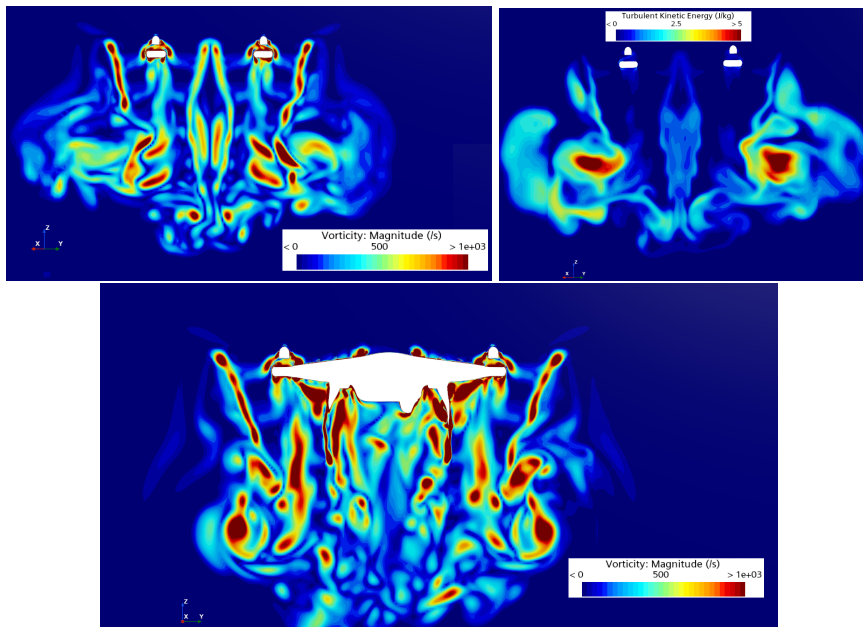 Turbulent Kinetic Energy (J/kg)
< 0 2.5 > 5
Vorticity: Magnitude (/s)
< 0 500 > 1e+03
Z
X Y
Z
X Y
Vorticity: Magnitude (/s)
< 0 500 > 1e+03
Z
X Y